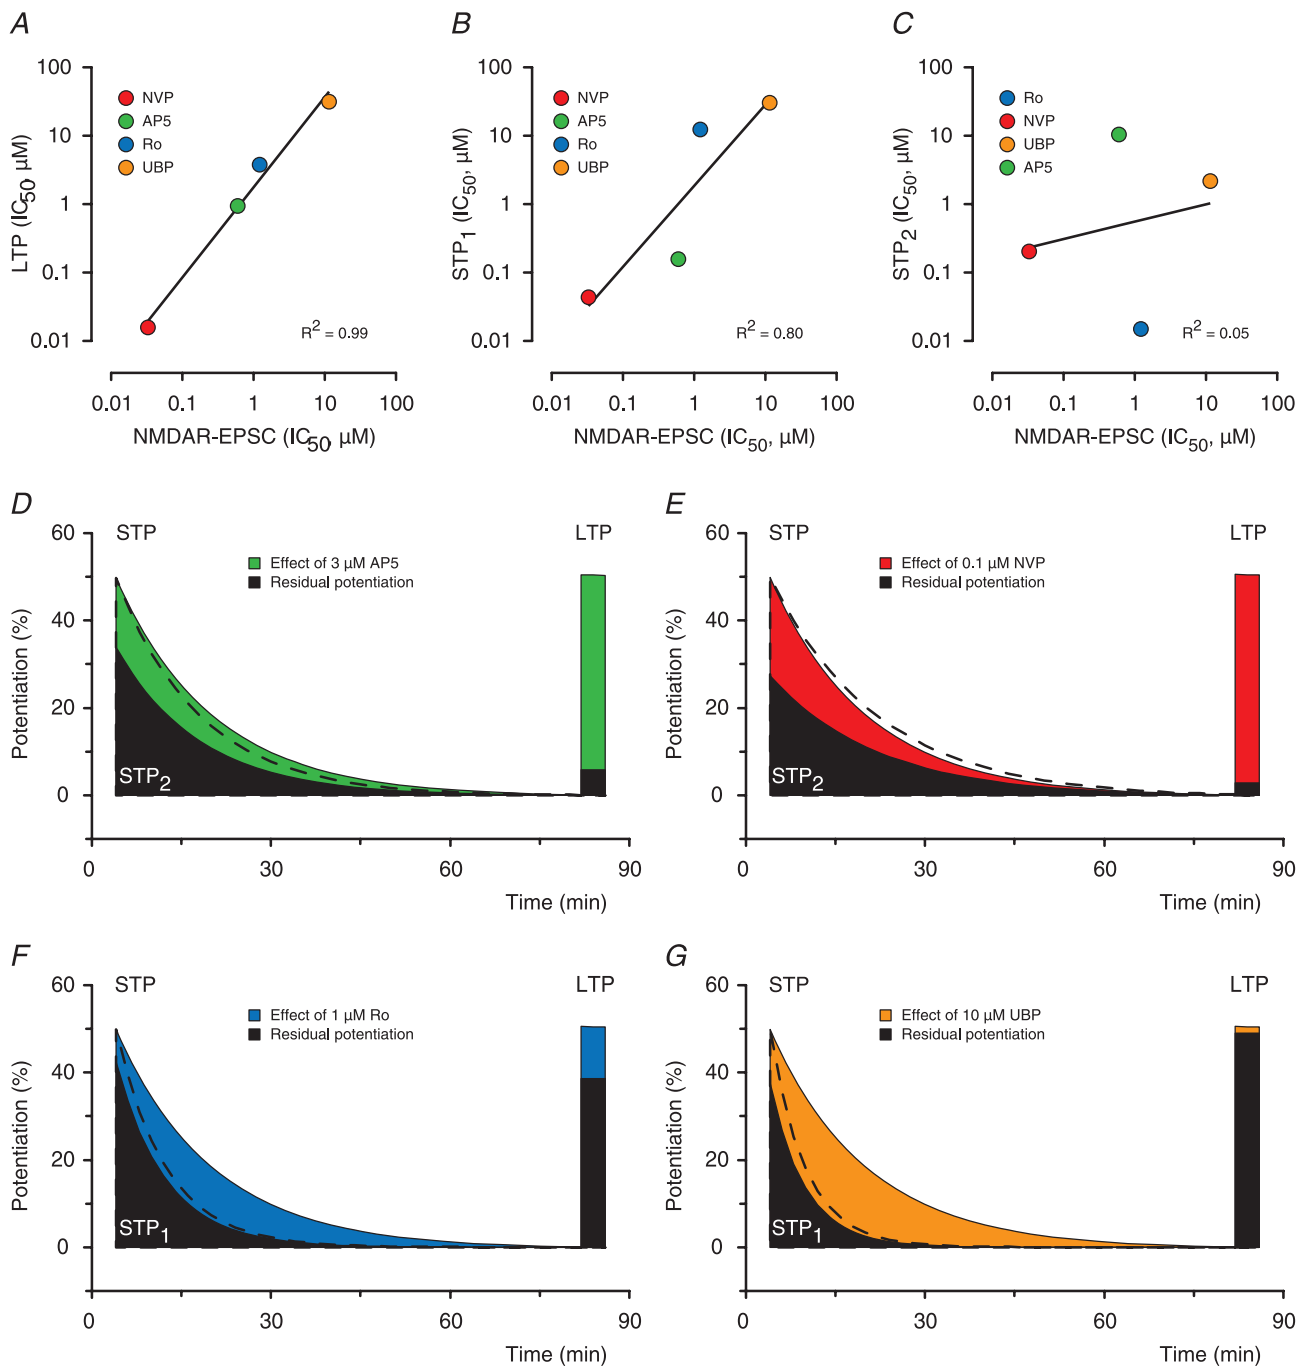 A
B
C
100
10
1
0.1
0.01
LTP (IC50, µM)
NVP
AP5
Ro
UBP
R2 = 0.99
0.01 0.1 1 10 100
NMDAR-EPSC (IC50, µM)
100
10
1
0.1
0.01
STP1 (IC50, µM)
NVP
AP5
Ro
UBP
R2 = 0.80
0.01 0.1 1 10 100
NMDAR-EPSC (IC50, µM)
100
10
1
0.1
0.01
STP2 (IC50, µM)
Ro
NVP
UBP
AP5
R2 = 0.05
0.01 0.1 1 10 100
NMDAR-EPSC (IC50, µM)
D
60
40
20
0
Potentiation (%)
STP
LTP
Effect of 3 µM AP5
Residual potentiation
STP2
0 30 60 90
Time (min)
E
60
40
20
0
Potentiation (%)
STP
LTP
Effect of 0.1 µM NVP
Residual potentiation
STP2
0 30 60 90
Time (min)
F
60
40
20
0
Potentiation (%)
STP
LTP
Effect of 1 µM Ro
Residual potentiation
STP1
0 30 60 90
Time (min)
G
60
40
20
0
Potentiation (%)
STP
LTP
Effect of 10 µM UBP
Residual potentiation
STP1
0 30 60 90
Time (min)